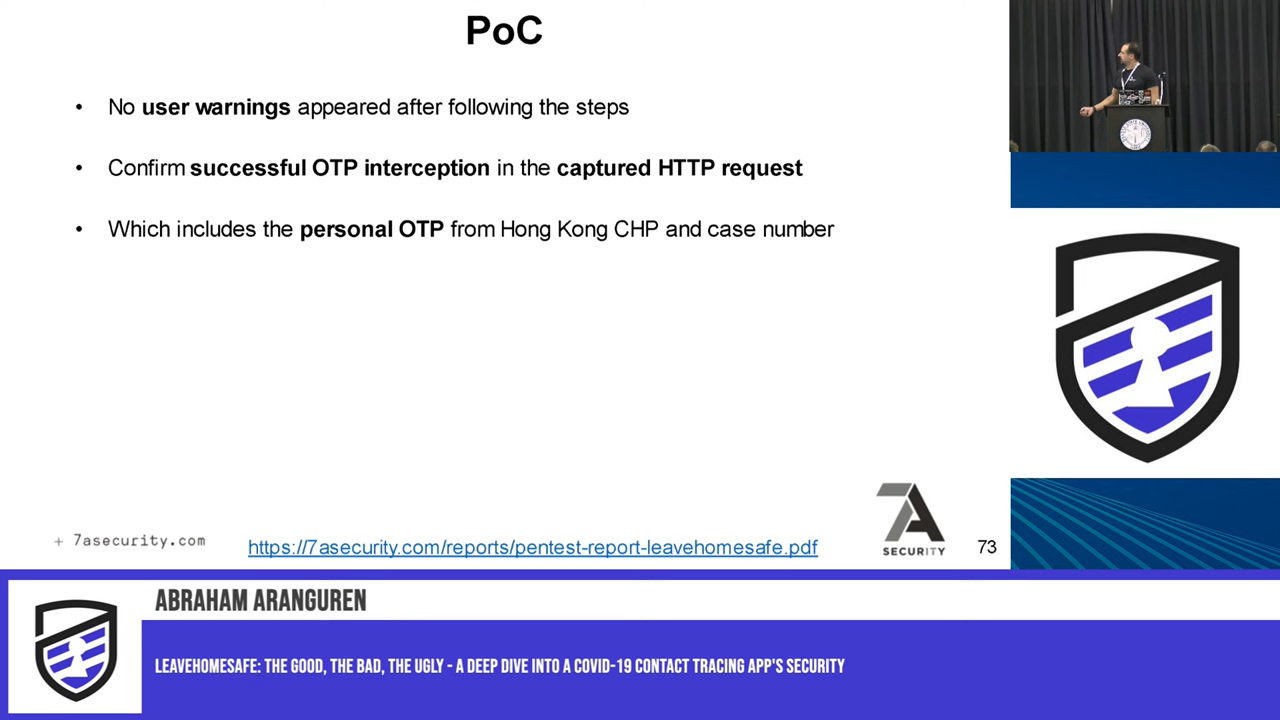 PoC
• No user warnings appeared after following the steps
• Confirm successful OTP interception in the captured HTTP request
• Which includes the personal OTP from Hong Kong CHP and case number
+ 7asecurity.com
https://7asecurity.com/reports/pentest-report-leavehomesafe.pdf
7A
SECURITY
73
ABRAHAM ARANGUREN
LEAVEHOMESAFE: THE GOOD, THE BAD, THE UGLY - A DEEP DIVE INTO A COVID-19 CONTACT TRACING APP'S SECURITY